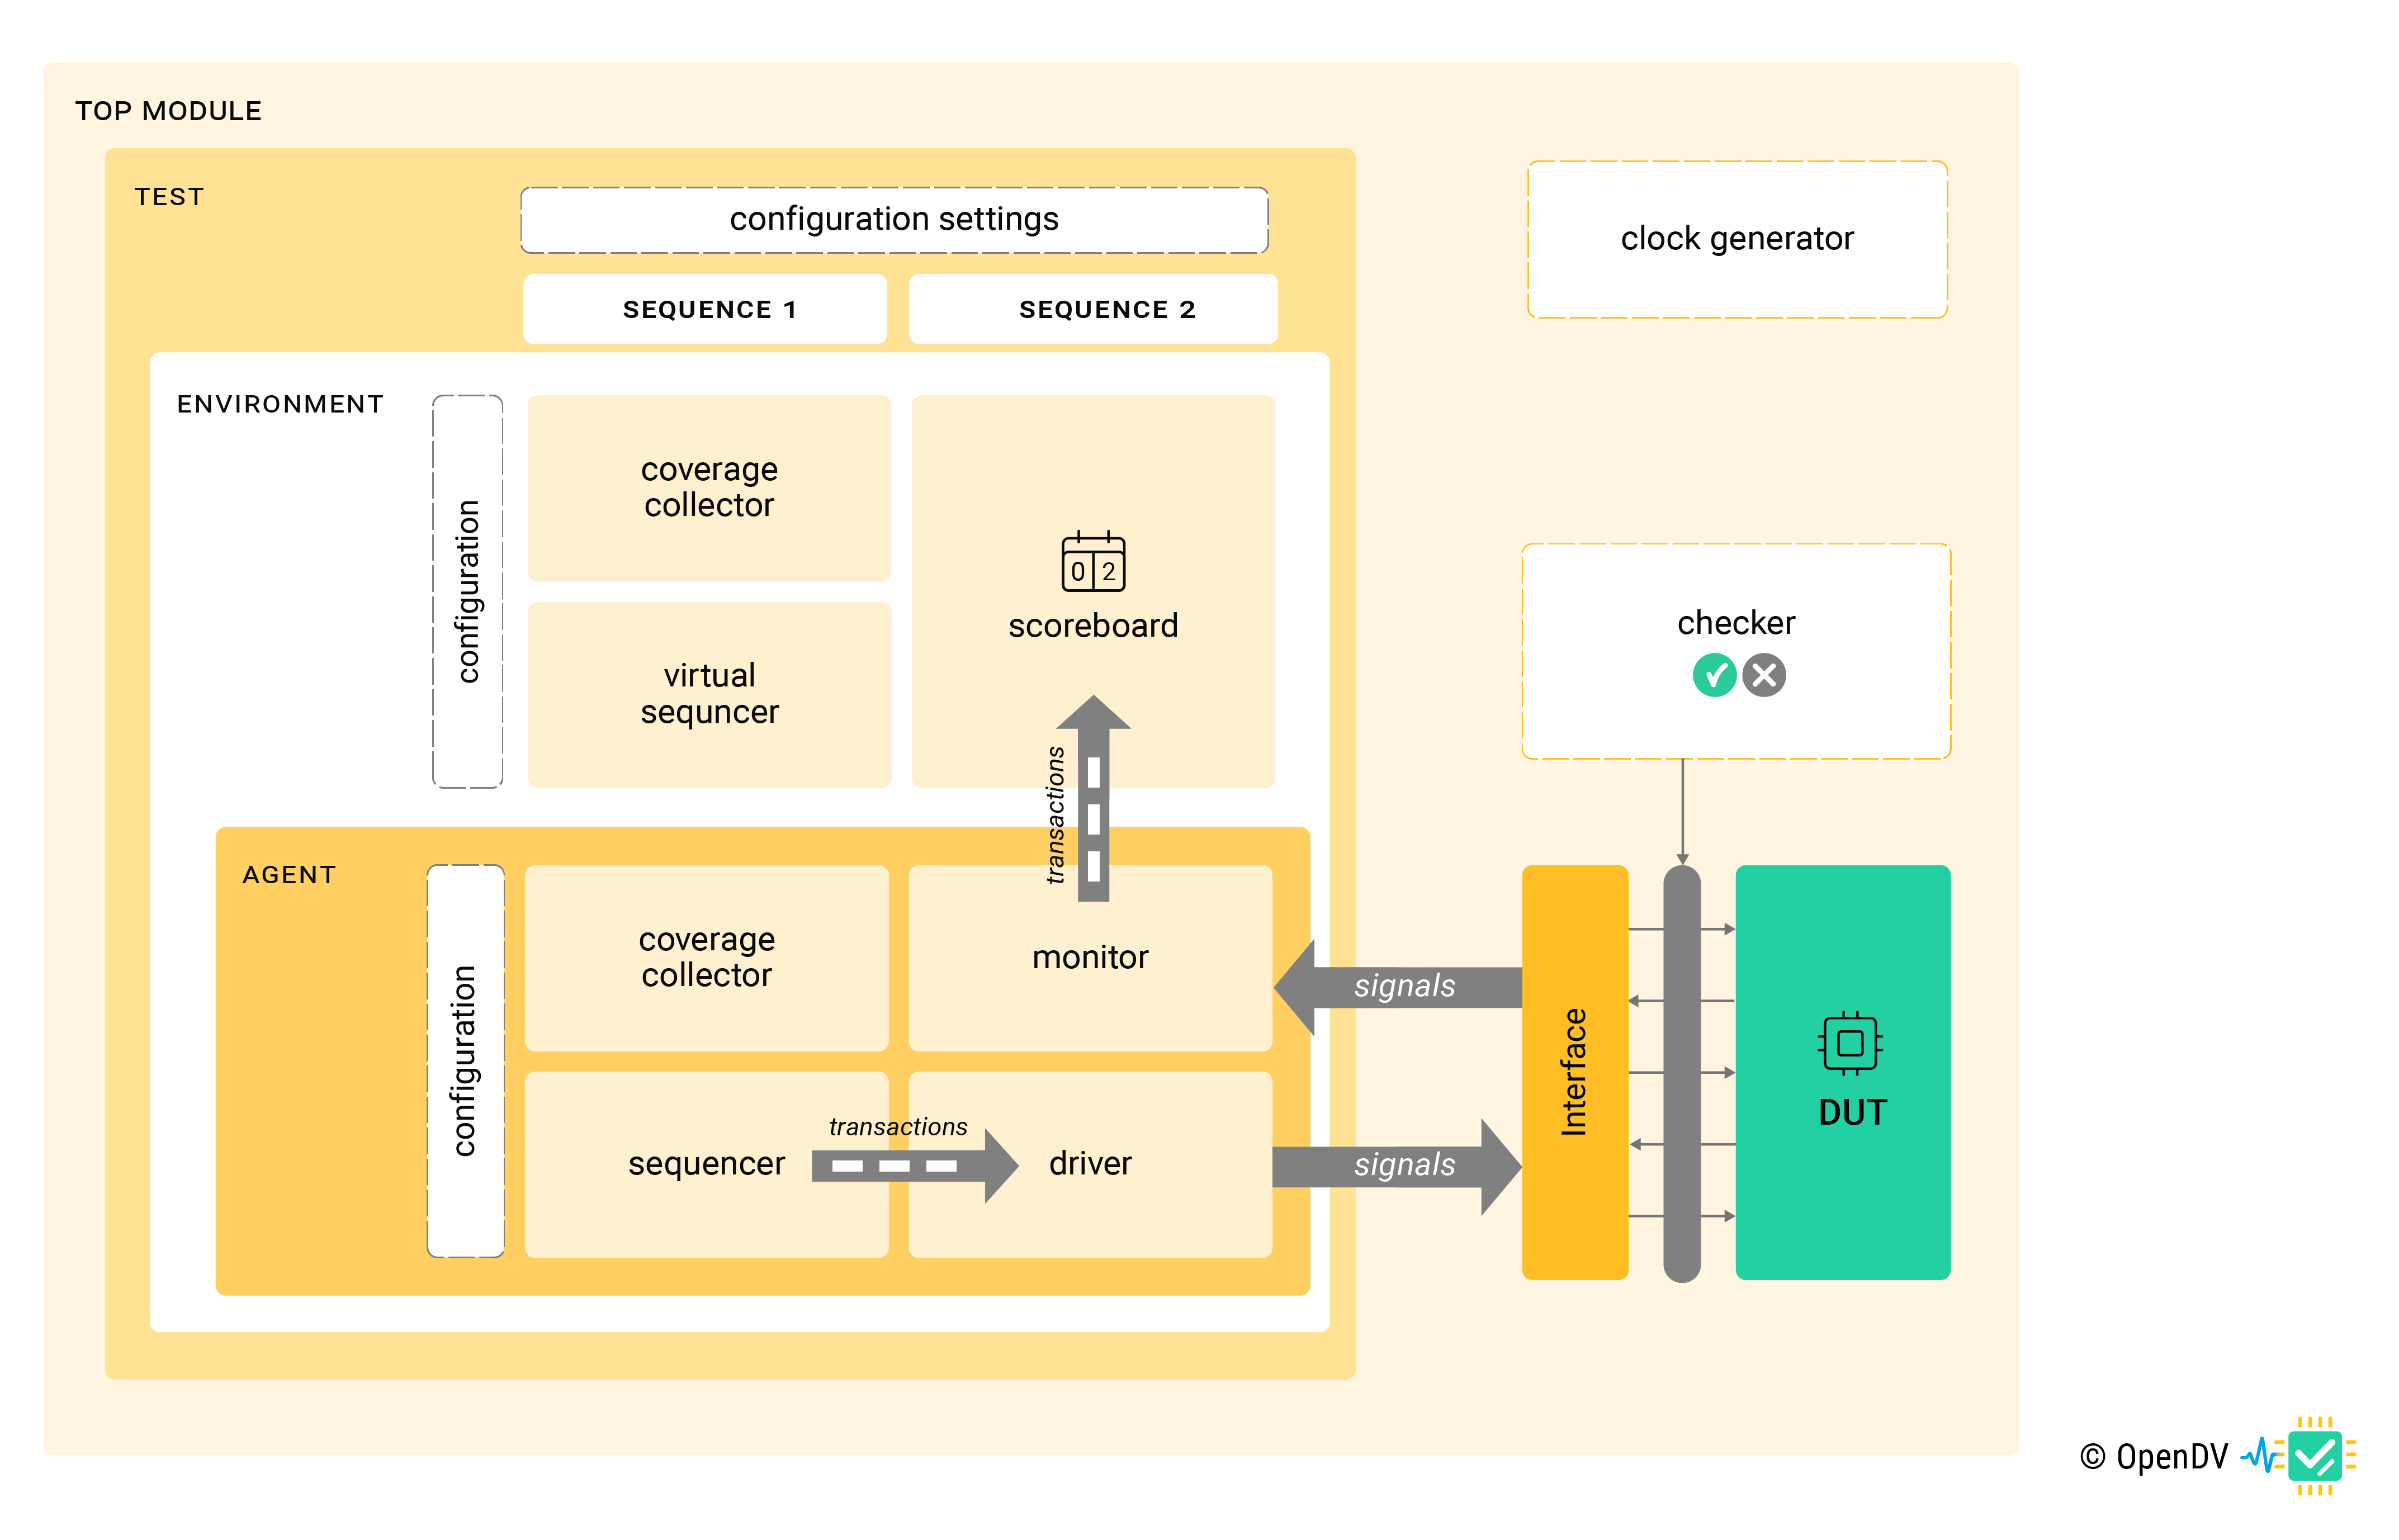 TOP MODULE
TEST
configuration settings
clock generator
SEQUENCE 1
SEQUENCE 2
ENVIRONMENT
configuration
coverage
collector
0 2
scoreboard
virtual
sequncer
checker
transactions
AGENT
configuration
coverage
collector
monitor
signals
Interface
DUT
transactions
sequencer
driver
signals
© OpenDV